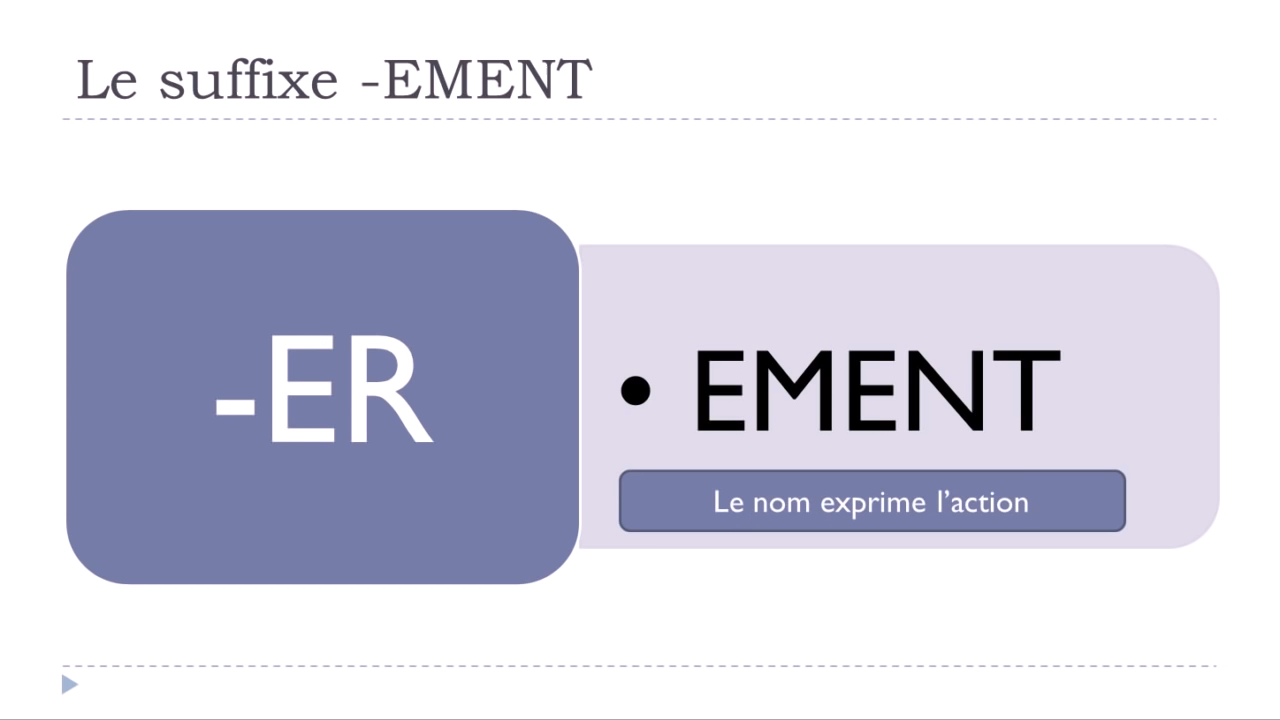 Le suffixe -EMENT
-ER
• EMENT
Le nom exprime l’action